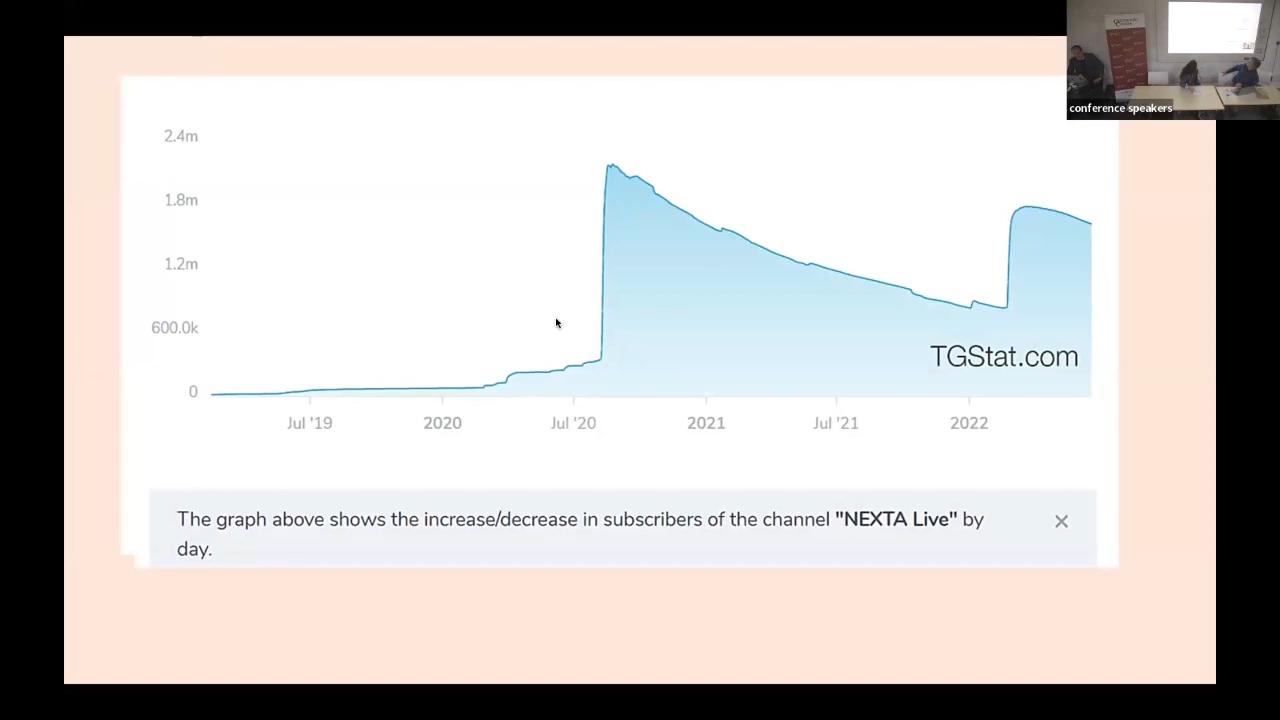 conference speakers
2.4m
1.8m
1.2m
600.0k
0
TGStat.com
Jul '19
2020
Jul '20
2021
Jul '21
2022
The graph above shows the increase/decrease in subscribers of the channel "NEXTA Live" by
day.
×